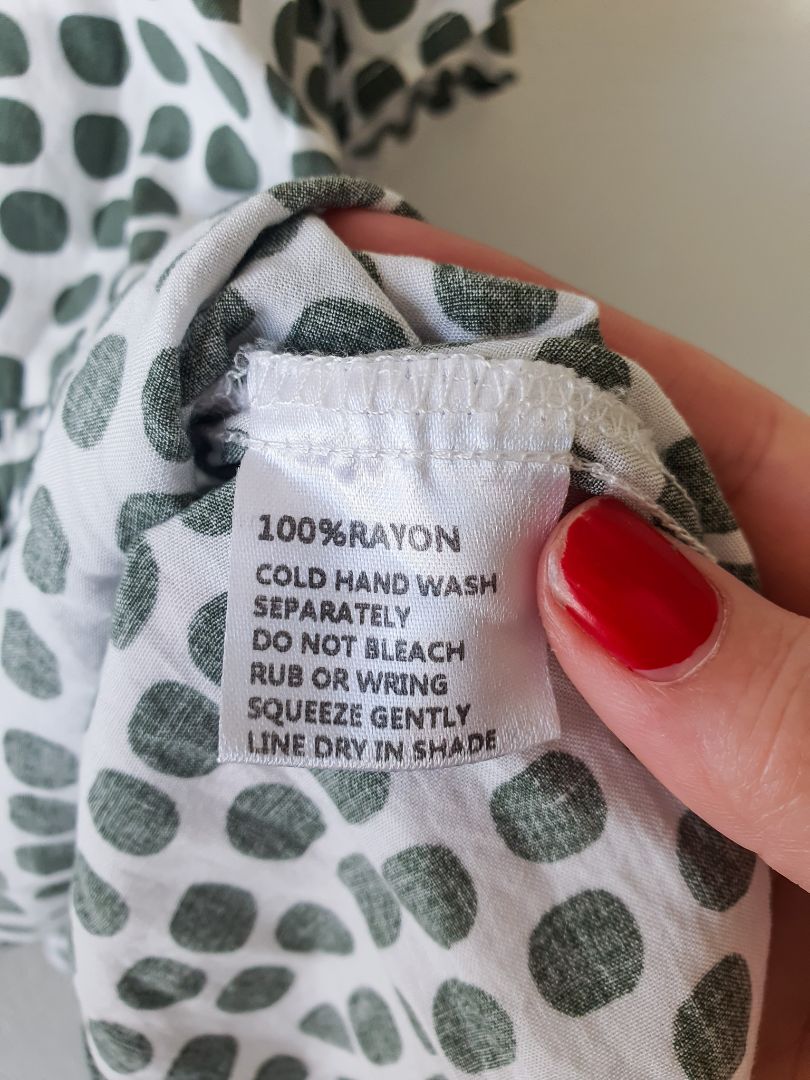 100%RAYON
COLD HAND WASH
SEPARATELY
DO NOT BLEACH
RUB OR WRING
SQUEEZE GENTLY
LINE DRY IN SHADE